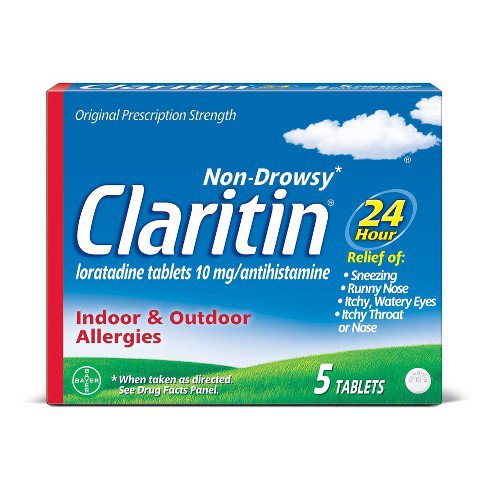 Original Prescription Strength
®
Non-Drowsy*
Claritin®
24
Hour
loratadine tablets 10 mg/antihistamine
Relief of:
• Sneezing
• Runny Nose
• Itchy, Watery Eyes
• Itchy Throat
or Nose
Indoor & Outdoor
Allergies
BAYER
BAYER
*When taken as directed.
See Drug Facts Panel.
5 TABLETS